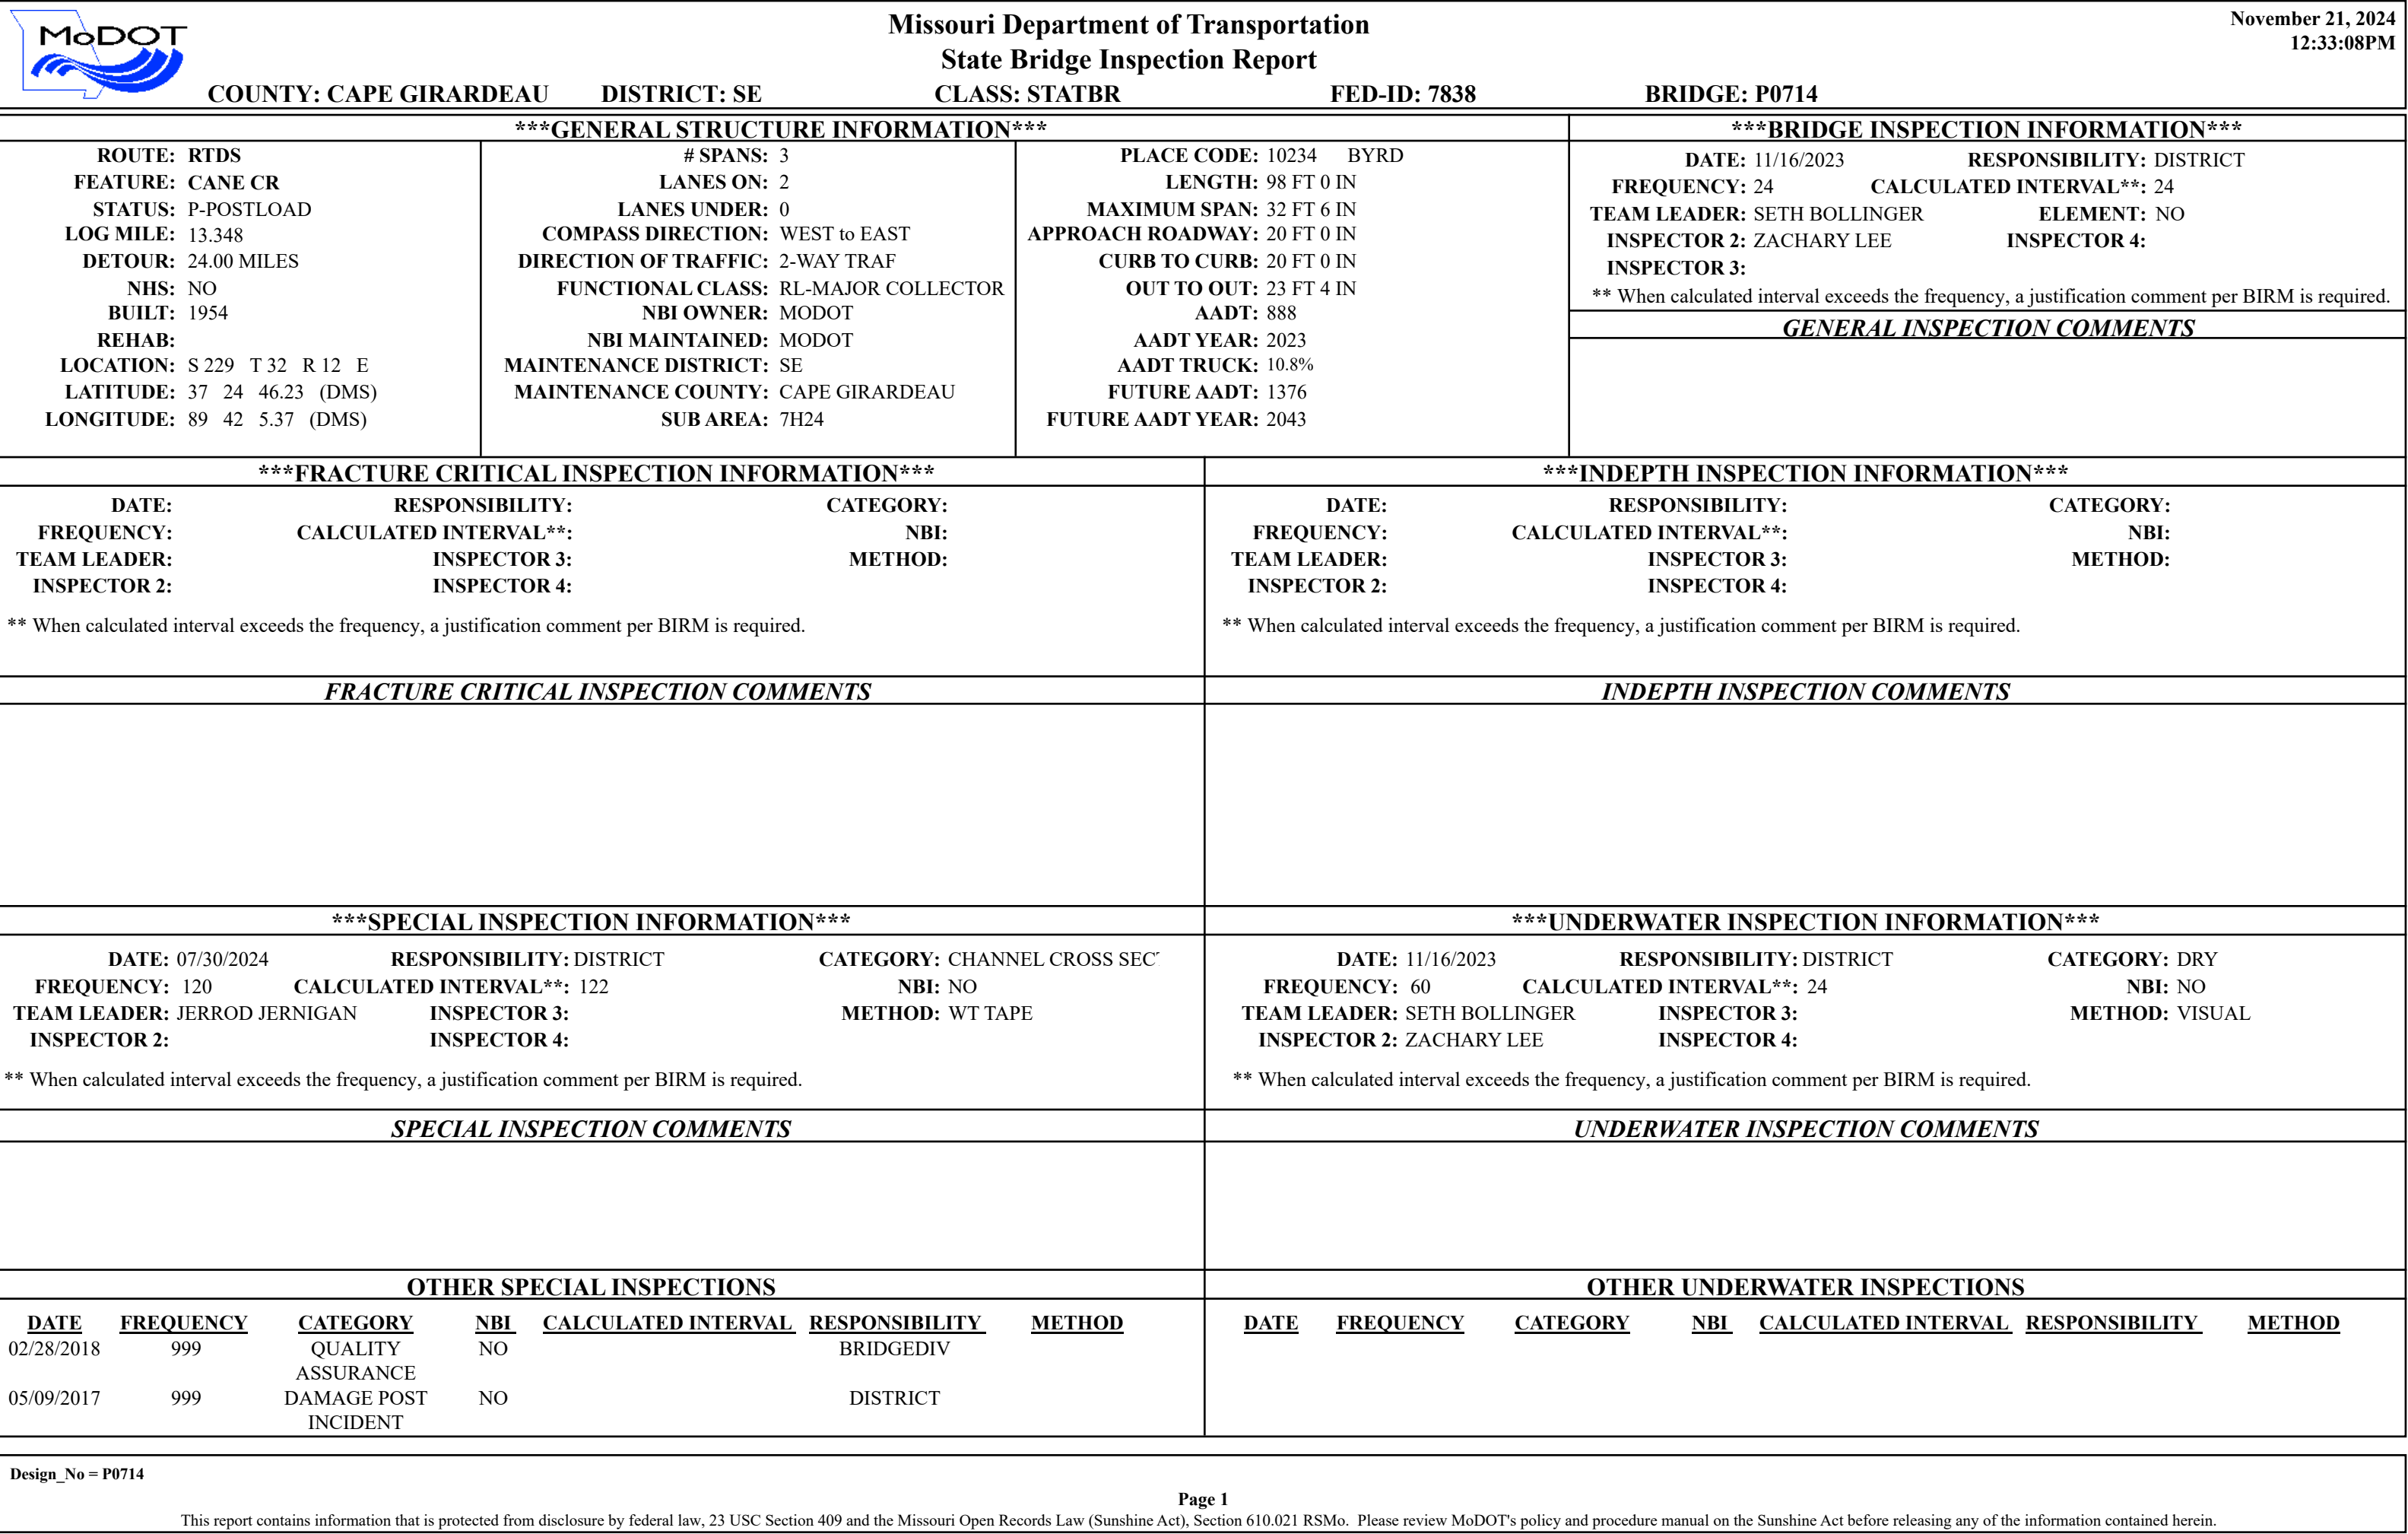 MoDOT
Missouri Department of Transportation
State Bridge Inspection Report
November 21, 2024
12:33:08PM
COUNTY: CAPE GIRARDEAU DISTRICT: SE CLASS: STATBR FED-ID: 7838 BRIDGE: P0714
***GENERAL STRUCTURE INFORMATION***
ROUTE: RTDS
FEATURE: CANE CR
STATUS: P-POSTLOAD
LOG MILE: 13.348
DETOUR: 24.00 MILES
NHS: NO
BUILT: 1954
REHAB:
LOCATION: S 229 T 32 R 12 E
LATITUDE: 37 24 46.23 (DMS)
LONGITUDE: 89 42 5.37 (DMS)
# SPANS: 3
LANES ON: 2
LANES UNDER: 0
COMPASS DIRECTION: WEST to EAST
DIRECTION OF TRAFFIC: 2-WAY TRAF
FUNCTIONAL CLASS: RL-MAJOR COLLECTOR
NBI OWNER: MODOT
NBI MAINTAINED: MODOT
MAINTENANCE DISTRICT: SE
MAINTENANCE COUNTY: CAPE GIRARDEAU
SUB AREA: 7H24
PLACE CODE: 10234 BYRD
LENGTH: 98 FT 0 IN
MAXIMUM SPAN: 32 FT 6 IN
APPROACH ROADWAY: 20 FT 0 IN
CURB TO CURB: 20 FT 0 IN
OUT TO OUT: 23 FT 4 IN
AADT: 888
AADT YEAR: 2023
AADT TRUCK: 10.8%
FUTURE AADT: 1376
FUTURE AADT YEAR: 2043
***BRIDGE INSPECTION INFORMATION***
DATE: 11/16/2023 RESPONSIBILITY: DISTRICT
FREQUENCY: 24 CALCULATED INTERVAL**: 24
TEAM LEADER: SETH BOLLINGER ELEMENT: NO
INSPECTOR 2: ZACHARY LEE INSPECTOR 4:
INSPECTOR 3:
** When calculated interval exceeds the frequency, a justification comment per BIRM is required.
GENERAL INSPECTION COMMENTS
***FRACTURE CRITICAL INSPECTION INFORMATION***
DATE: RESPONSIBILITY: CATEGORY:
FREQUENCY: CALCULATED INTERVAL**: NBI:
TEAM LEADER: INSPECTOR 3: METHOD:
INSPECTOR 2: INSPECTOR 4:
** When calculated interval exceeds the frequency, a justification comment per BIRM is required.
FRACTURE CRITICAL INSPECTION COMMENTS
***INDEPTH INSPECTION INFORMATION***
DATE: RESPONSIBILITY: CATEGORY:
FREQUENCY: CALCULATED INTERVAL**: NBI:
TEAM LEADER: INSPECTOR 3: METHOD:
INSPECTOR 2: INSPECTOR 4:
** When calculated interval exceeds the frequency, a justification comment per BIRM is required.
INDEPTH INSPECTION COMMENTS
***SPECIAL INSPECTION INFORMATION***
DATE: 07/30/2024 RESPONSIBILITY: DISTRICT CATEGORY: CHANNEL CROSS SECT
FREQUENCY: 120 CALCULATED INTERVAL**: 122 NBI: NO
TEAM LEADER: JERROD JERNIGAN INSPECTOR 3: METHOD: WT TAPE
INSPECTOR 2: INSPECTOR 4:
** When calculated interval exceeds the frequency, a justification comment per BIRM is required.
SPECIAL INSPECTION COMMENTS
***UNDERWATER INSPECTION INFORMATION***
DATE: 11/16/2023 RESPONSIBILITY: DISTRICT CATEGORY: DRY
FREQUENCY: 60 CALCULATED INTERVAL**: 24 NBI: NO
TEAM LEADER: SETH BOLLINGER INSPECTOR 3: METHOD: VISUAL
INSPECTOR 2: ZACHARY LEE INSPECTOR 4:
** When calculated interval exceeds the frequency, a justification comment per BIRM is required.
UNDERWATER INSPECTION COMMENTS
OTHER SPECIAL INSPECTIONS
DATE FREQUENCY CATEGORY NBI CALCULATED INTERVAL RESPONSIBILITY METHOD
02/28/2018 999 QUALITY NO BRIDGEDIV
ASSURANCE
05/09/2017 999 DAMAGE POST NO DISTRICT
INCIDENT
OTHER UNDERWATER INSPECTIONS
DATE FREQUENCY CATEGORY NBI CALCULATED INTERVAL RESPONSIBILITY METHOD
Design_No = P0714
Page 1
This report contains information that is protected from disclosure by federal law, 23 USC Section 409 and the Missouri Open Records Law (Sunshine Act), Section 610.021 RSMo. Please review MoDOT's policy and procedure manual on the Sunshine Act before releasing any of the information contained herein.